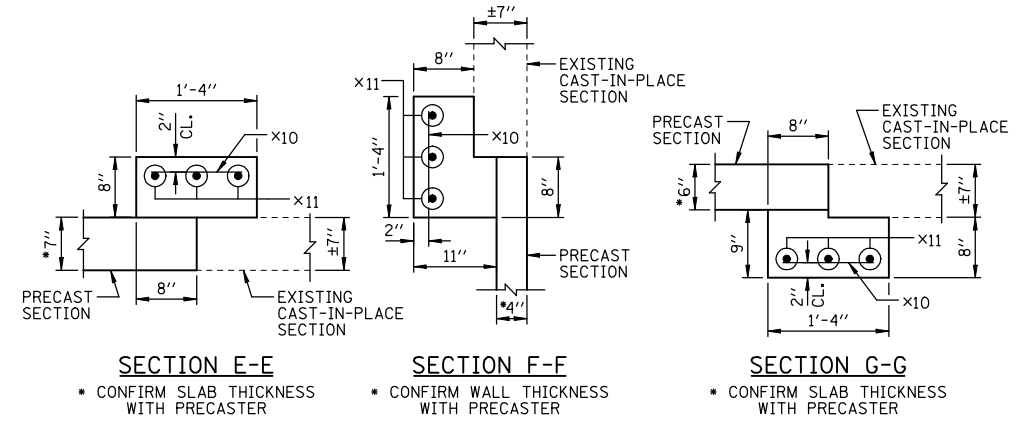 1'-4"
2"
CL.
×10
8"
×11
*7"
±7"
PRECAST
SECTION
8"
EXISTING
CAST-IN-PLACE
SECTION
SECTION E-E
* CONFIRM SLAB THICKNESS
WITH PRECASTER
±7"
8"
EXISTING
CAST-IN-PLACE
SECTION
×11
×10
1'-4"
8"
2"
11"
PRECAST
SECTION
*4"
SECTION F-F
* CONFIRM WALL THICKNESS
WITH PRECASTER
8"
EXISTING
CAST-IN-PLACE
SECTION
PRECAST
SECTION
*6"
±7"
9"
×11
8"
2"
CL.
×10
1'-4"
SECTION G-G
* CONFIRM SLAB THICKNESS
WITH PRECASTER